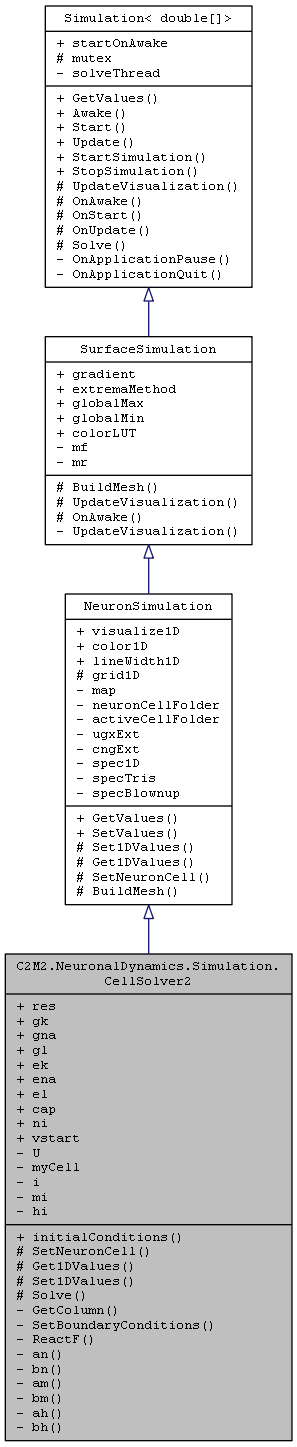 Simulation< double[]>
+ startOnAwake
# mutex
- solveThread
+ GetValues()
+ Awake()
+ Start()
+ Update()
+ StartSimulation()
+ StopSimulation()
# UpdateVisualization()
# OnAwake()
# OnStart()
# OnUpdate()
# Solve()
- OnApplicationPause()
- OnApplicationQuit()
SurfaceSimulation
+ gradient
+ extremaMethod
+ globalMax
+ globalMin
+ colorLUT
- mf
- mr
# BuildMesh()
# UpdateVisualization()
# OnAwake()
- UpdateVisualization()
NeuronSimulation
+ visualize1D
+ color1D
+ lineWidth1D
# grid1D
- map
- neuronCellFolder
- activeCellFolder
- ugxExt
- cngExt
- spec1D
- specTris
- specBlownup
+ GetValues()
+ SetValues()
# Set1DValues()
# Get1DValues()
# SetNeuronCell()
# BuildMesh()
C2M2.NeuronalDynamics.Simulation.
CellSolver2
+ res
+ gk
+ gna
+ gl
+ ek
+ ena
+ el
+ cap
+ ni
+ vstart
- U
- myCell
- i
- mi
- hi
+ initialConditions()
# SetNeuronCell()
# Get1DValues()
# Set1DValues()
# Solve()
- GetColumn()
- SetBoundaryConditions()
- ReactF()
- an()
- bn()
- am()
- bm()
- ah()
- bh()